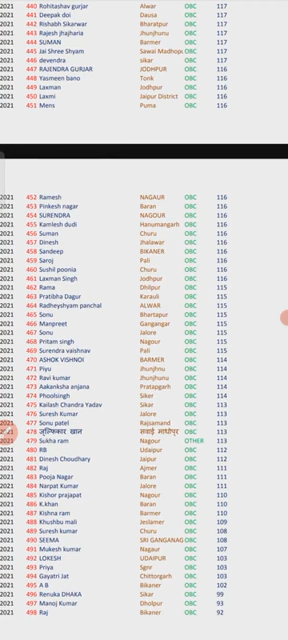 2021 440 Rohitashav gurjar Alwar OBC 117
2021 441 Deepak doi Dausa OBC 117
2021 442 Rishabh Sikarwar Bharatpur OBC 117
2021 443 Rajesh jhajharia Jhunjhunu OBC 117
2021 444 SUMAN Barmer OBC 117
2021 445 Jai Shree Shyam Sawai Madhopu OBC 117
2021 446 devendra sikar OBC 117
2021 447 RAJENDRA GURJAR JODHPUR OBC 116
2021 448 Yasmeen bano Tonk OBC 116
2021 449 Laxman Jodhpur OBC 116
2021 450 Laxmi Jaipur District OBC 116
2021 451 Mens Puma OBC 116
2021 452 Ramesh NAGAUR OBC 116
2021 453 Pinkesh nagar Baran OBC 116
2021 454 SURENDRA NAGOUR OBC 116
2021 455 Kamlesh dudi Hanumangarh OBC 116
2021 456 Suman Churu OBC 116
2021 457 Dinesh Jhalawar OBC 116
2021 458 Sandeep BIKANER OBC 116
2021 459 Saroj Pali OBC 116
2021 460 Sushil poonia Churu OBC 116
2021 461 Laxman Singh Jodhpur OBC 116
2021 462 Rama Dhilpur OBC 115
2021 463 Pratibha Dagur Karauli OBC 115
2021 464 Radheyshyam panchal ALWAR OBC 115
2021 465 Sonu Bhartapur OBC 115
2021 466 Manpreet Gangangar OBC 115
2021 467 Sonu Jalore OBC 115
2021 468 Pritam singh Nagour OBC 115
2021 469 Surendra vaishnav Pali OBC 115
2021 470 ASHOK VISHNOI BARMER OBC 114
2021 471 Piyu Jhunjhnu OBC 114
2021 472 Ravi kumar Jhunjhunu OBC 114
2021 473 Aakanksha anjana Pratapgarh OBC 114
2021 474 Phoolsingh Siker OBC 114
2021 475 Kailash Chandra Yadav Sikar OBC 113
2021 476 Suresh Kumar Jalore OBC 113
2021 477 Sonu patel Rajsamand OBC 113
2021 478 जुल्फिकार खान सवाई माधोपुर OBC 113
2021 479 Sukha ram Nagour OTHER 113
2021 480 RB Udaipur OBC 112
2021 481 Dinesh Choudhary Jaipur OBC 112
2021 482 Raj Ajmer OBC 111
2021 483 Pooja Nagar Baran OBC 111
2021 484 Narpat Kumar Jalore OBC 111
2021 485 Kishor prajapat Nagour OBC 110
2021 486 K.khan Baran OBC 110
2021 487 Kishna ram Barmer OBC 110
2021 488 Khushbu mali Jeslamer OBC 109
2021 489 Suresh kumar Churu OBC 108
2021 490 SEEMA SRI GANGANAG OBC 108
2021 491 Mukesh kumar Nagaur OBC 107
2021 492 LOKESH UDAIPUR OBC 103
2021 493 Priya Sgnr OBC 103
2021 494 Gayatri Jat Chittorgarh OBC 103
2021 495 A B Bikaner OBC 102
2021 496 Renuka DHAKA Sikar OBC 99
2021 497 Manoj Kumar Dholpur OBC 93
2021 498 Raj Bikaner OBC 92